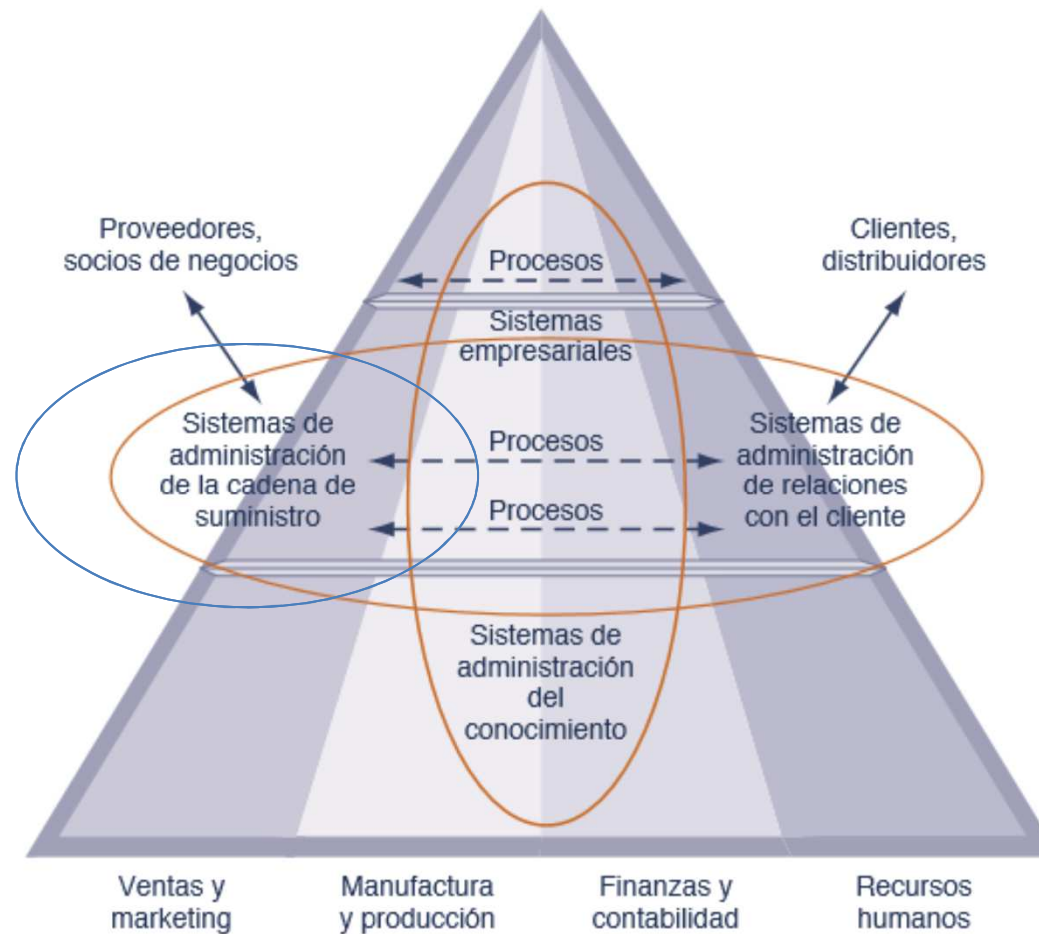 Proveedores,
socios de negocios
Clientes,
distribuidores
Procesos
Sistemas
empresariales
Sistemas de
administración
de la cadena de
suministro
Procesos
Procesos
Sistemas de
administración
de relaciones
con el cliente
Sistemas de
administración
del
conocimiento
Ventas y
marketing
Manufactura
y producción
Finanzas y
contabilidad
Recursos
humanos